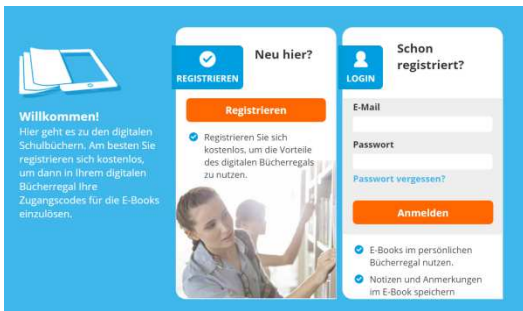 Willkommen!
Hier geht es zu den digitalen
Schulbüchern. Am besten Sie
registrieren sich kostenlos,
um dann in Ihrem digitalen
Bücherregal Ihre
Zugangscodes für die E-Books
einzulösen.
REGISTRIEREN
Neu hier?
Registrieren
Registrieren Sie sich
kostenlos, um die Vorteile
des digitalen Bücherregals
zu nutzen.
LOGIN
Schon
registriert?
E-Mail
Passwort
Passwort vergessen?
Anmelden
E-Books im persönlichen
Bücherregal nutzen.
Notizen und Anmerkungen
im E-Book speichern